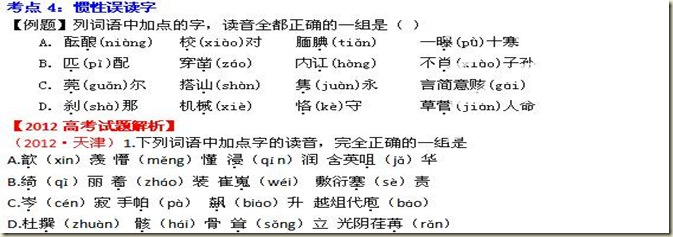 考点 4：惯性误读字
【例题】列词语中加点的字，读音全都正确的一组是（ ）
A. 酝酿(niàng) 校(xiào)对 腼腆(tiǎn) 一曝(pù)十寒
B. 匹(pǐ)配 穿凿(záo) 内讧(hòng) 不肖(xiào)子孙
C. 莞(guǎn)尔 搭讪(shàn) 隽(juàn)永 言简意赅(gāi)
D. 刹(shà)那 机械(xiè) 恪(kè)守 草菅(jiān)人命
【2012 高考试题解析】
（2012·天津）1.下列词语中加点字的读音，完全正确的一组是
A.歆（xīn）羡 懵（měng）懂 浸（qīn）润 含英咀（jǔ）华
B.绮（qǐ）丽 着（zháo）装 崔嵬（wéi） 敷衍塞（sè）责
C.岑（cén）寂 手帕（pà） 飙（biāo）升 越俎代庖（báo）
D.杜撰（zhuàn） 骸（hái）骨 耸（sǒng）立 光阴荏苒（rǎn）